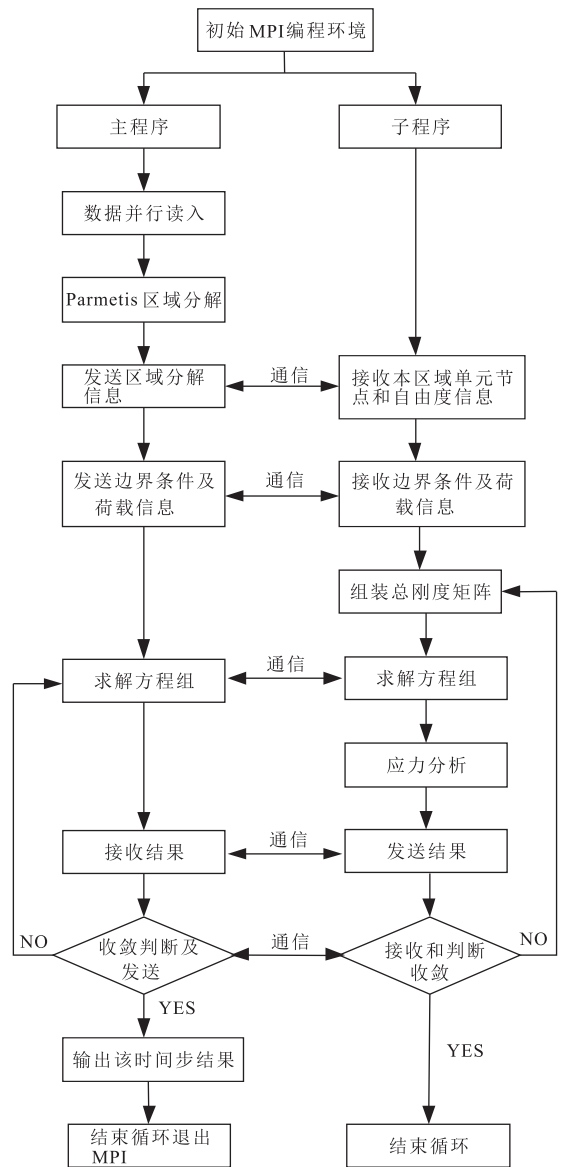 初始MPI编程环境
主程序
子程序
数据并行读入
Parmetis区域分解
发送区域分解
信息
通信
接收本区域单元节
点和自由度信息
发送边界条件及
荷载信息
通信
接收边界条件及荷
载信息
组装总刚度矩阵
求解方程组
通信
求解方程组
应力分析
接收结果
通信
发送结果
NO
收敛判断及
发送
通信
接收和判断
收敛
NO
YES
YES
输出该时间步结果
结束循环退出
MPI
结束循环